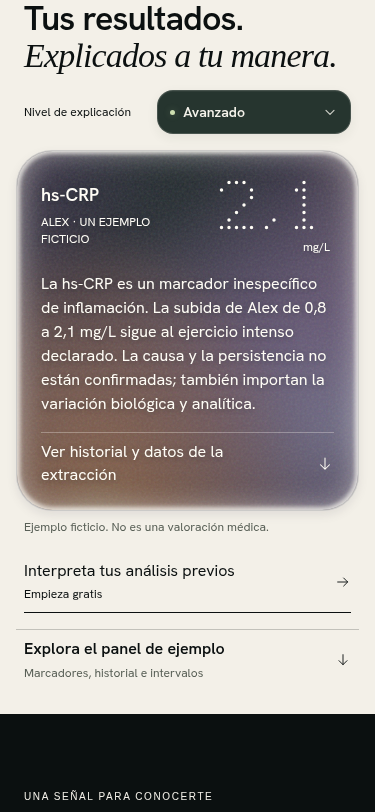 Tus resultados.
Explicados a tu manera.
Nivel de explicación
Avanzado
hs-CRP
2.1
ALEX · UN EJEMPLO
FICTICIO
mg/L
La hs-CRP es un marcador inespecífico
de inflamación. La subida de Alex de 0,8
a 2,1 mg/L sigue al ejercicio intenso
declarado. La causa y la persistencia no
están confirmadas; también importan la
variación biológica y analítica.
Ver historial y datos de la
extracción
Ejemplo ficticio. No es una valoración médica.
Interpreta tus análisis previos
Empieza gratis
Explora el panel de ejemplo
Marcadores, historial e intervalos
UNA SEÑAL PARA CONOCERTE